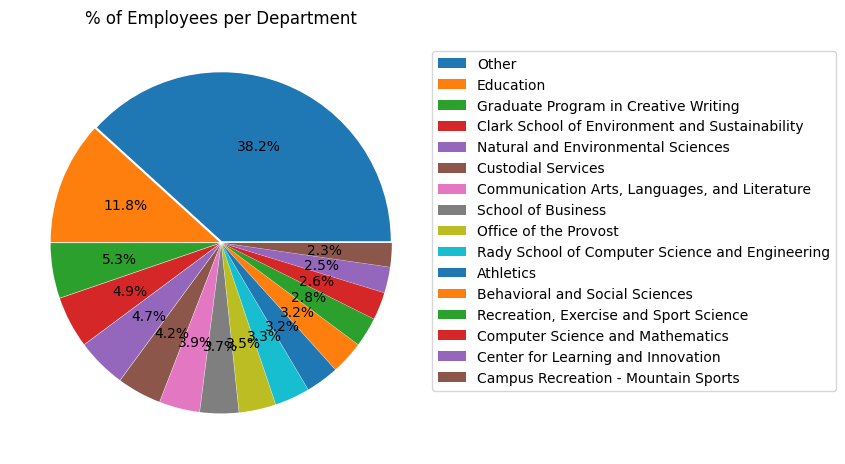 % of Employees per Department
38.2%
11.8%
5.3%
4.9%
4.7%
4.2%
3.9%
3.7%
3.5%
3.3%
3.2%
3.2%
2.8%
2.6%
2.5%
2.3%
Other
Education
Graduate Program in Creative Writing
Clark School of Environment and Sustainability
Natural and Environmental Sciences
Custodial Services
Communication Arts, Languages, and Literature
School of Business
Office of the Provost
Rady School of Computer Science and Engineering
Athletics
Behavioral and Social Sciences
Recreation, Exercise and Sport Science
Computer Science and Mathematics
Center for Learning and Innovation
Campus Recreation - Mountain Sports